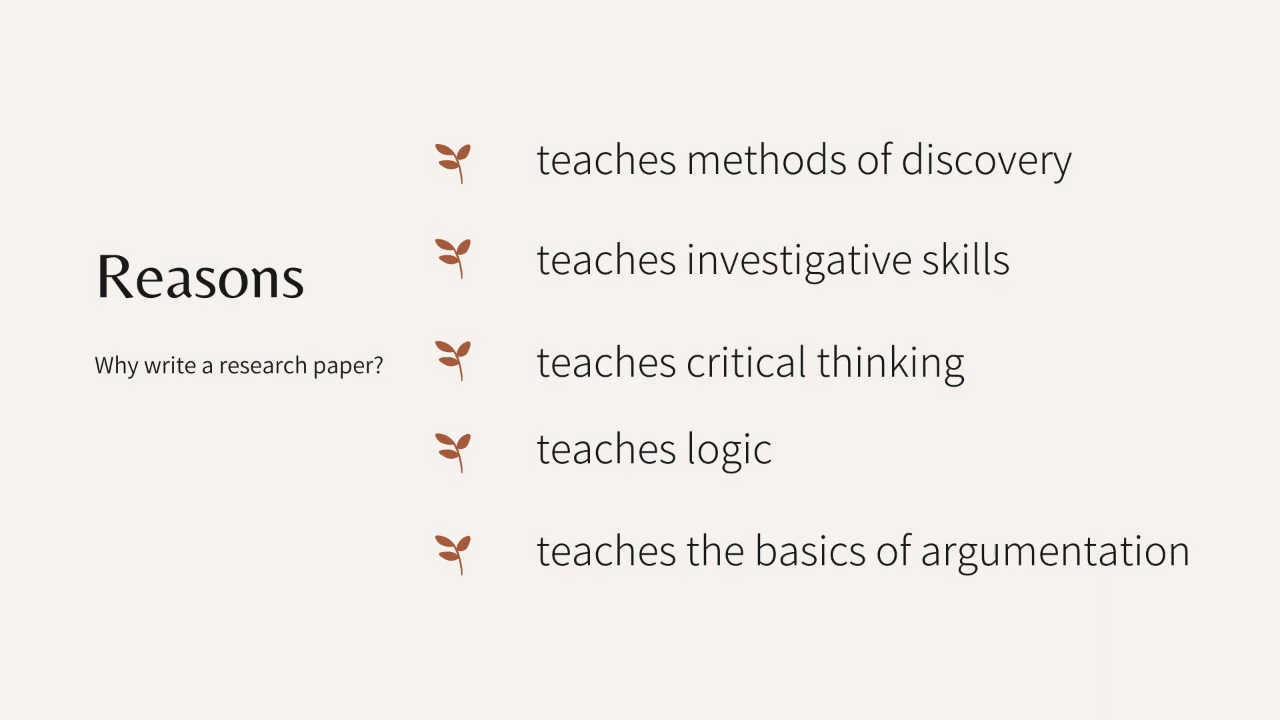 Reasons
Why write a research paper?
teaches methods of discovery
teaches investigative skills
teaches critical thinking
teaches logic
teaches the basics of argumentation